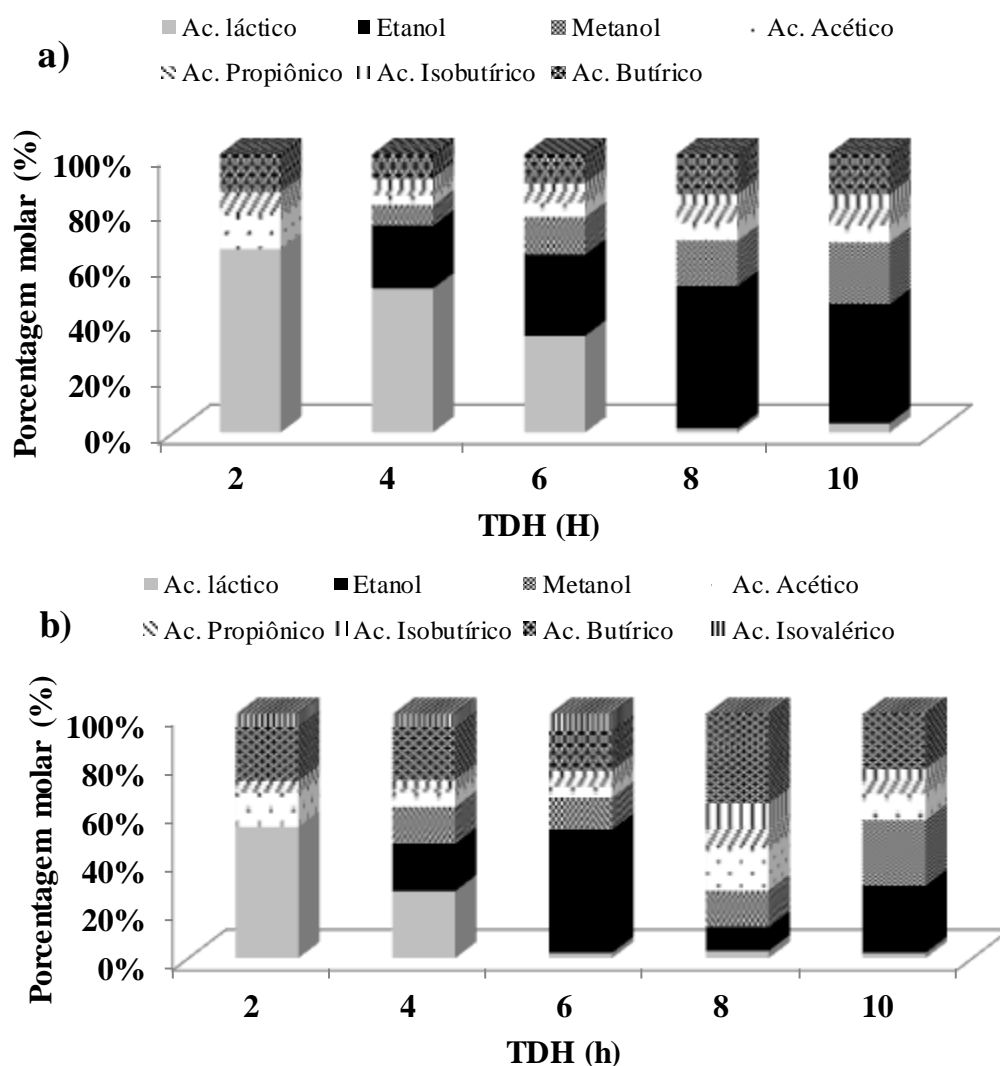 Ac. láctico Etanol Metanol Ac. Acético
a)
Ac. Propiônico Ac. Isobutírico Ac. Butírico
Porcentagem molar (%)
100%
80%
60%
40%
20%
0%
2 4 6 8 10
TDH (H)
Ac. láctico Etanol Metanol Ac. Acético
b)
Ac. Propiônico Ac. Isobutírico Ac. Butírico Ac. Isovalérico
Porcentagem molar (%)
100%
80%
60%
40%
20%
0%
2 4 6 8 10
TDH (h)